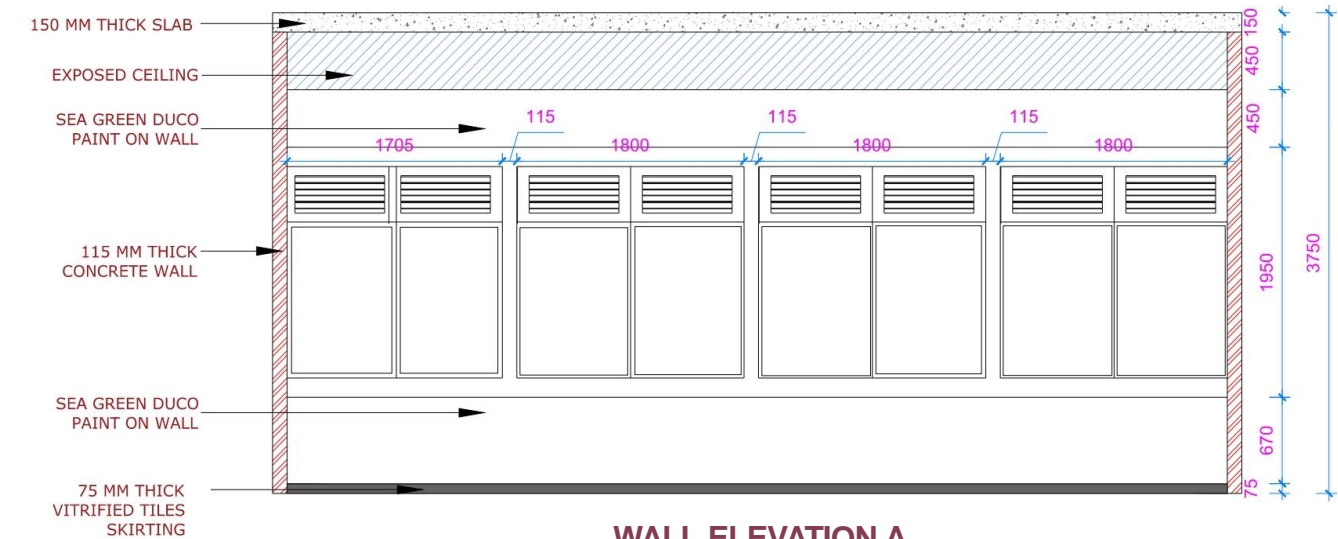 150 MM THICK SLAB
EXPOSED CEILING
SEA GREEN DUCO
PAINT ON WALL
115 MM THICK
CONCRETE WALL
SEA GREEN DUCO
PAINT ON WALL
75 MM THICK
VITRIFIED TILES
SKIRTING
115
115
115
1705
1800
1800
1800
150
450
450
1950
670
75
3750
WALL ELEVATION A